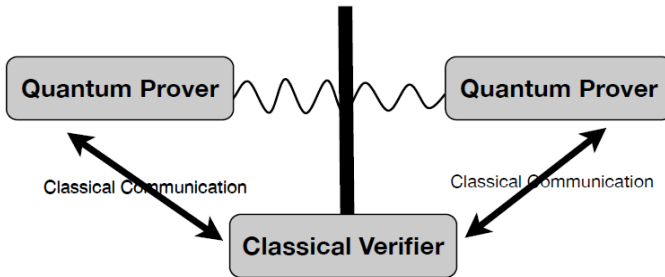 Quantum Prover
Quantum Prover
Classical Communication
Classical Communication
Classical Verifier